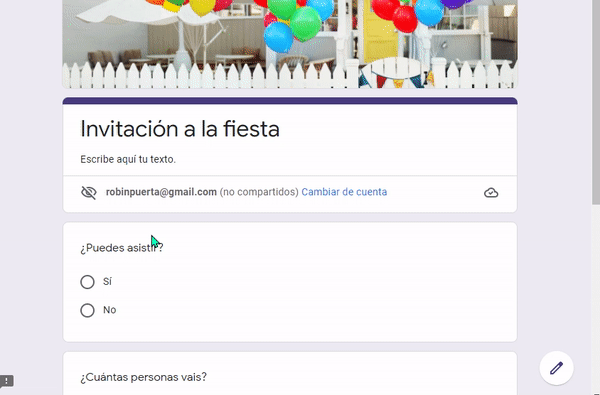 Invitación a la fiesta
Escribe aquí tu texto.
robinpuerta@gmail.com (no compartidos) Cambiar de cuenta
¿Puedes asistir?
Sí
No
¿Cuántas personas vais?